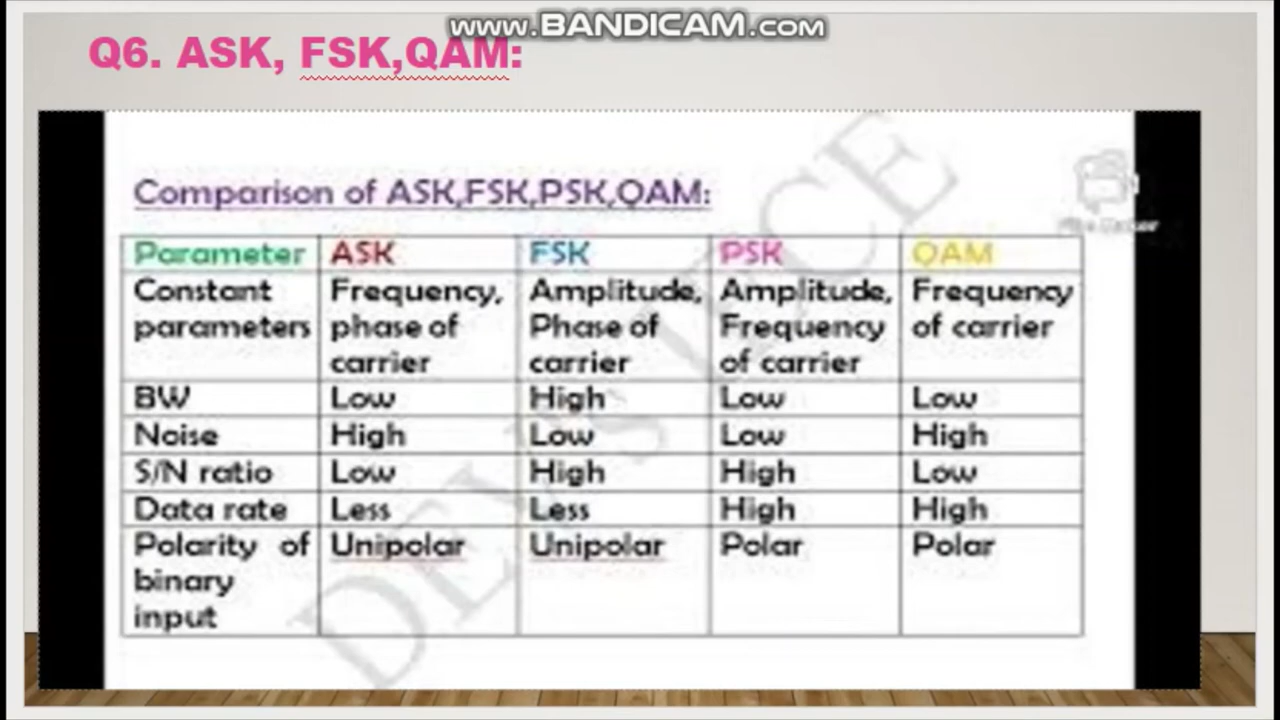 www.BANDICAM.com
Q6. ASK, FSK,QAM:
Comparison of ASK,FSK,PSK,QAM:
Parameter ASK FSK PSK QAM
Constant Frequency, Amplitude, Amplitude, Frequency
parameters phase of Phase of Frequency of carrier
carrier carrier of carrier
BW Low High Low Low
Noise High Low Low High
S/N ratio Low High High Low
Data rate Less Less High High
Polarity of Unipolar Unipolar Polar Polar
binary
input